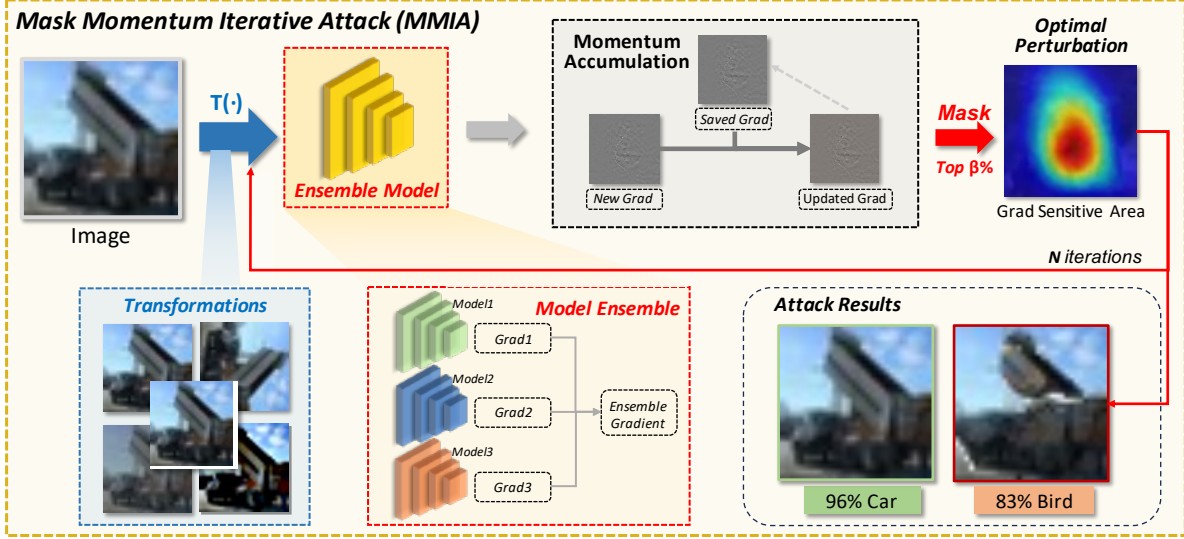 Mask Momentum Iterative Attack (MMIA)
Image
T(·)
Ensemble Model
Momentum
Accumulation
Saved Grad
New Grad
Updated Grad
Mask
Top β%
Optimal
Perturbation
Grad Sensitive Area
N iterations
Transformations
Model Ensemble
Model1
Grad1
Model2
Grad2
Model3
Grad3
Ensemble
Gradient
Attack Results
96% Car
83% Bird